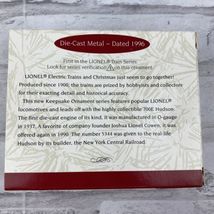 Die-Cast Metal – Dated 1996
First in the LIONEL® Train Series
Look for series verification on this ornament.
LIONEL® Electric Trains and Christmas just seem to go together!
Produced since 1900, the trains are prized by hobbyists and collectors
for their exacting detail and historical accuracy.
This new Keepsake Ornament series features popular LIONEL®
locomotives and leads off with the highly collectible 700E Hudson.
The first die-cast engine of its kind, it was manufactured in O-gauge
in 1937. A favorite of company founder Joshua Lionel Cowen, it was
offered again in 1990. The number 5344 was given to the real-life
Hudson by its builder, the New York Central Railroad.